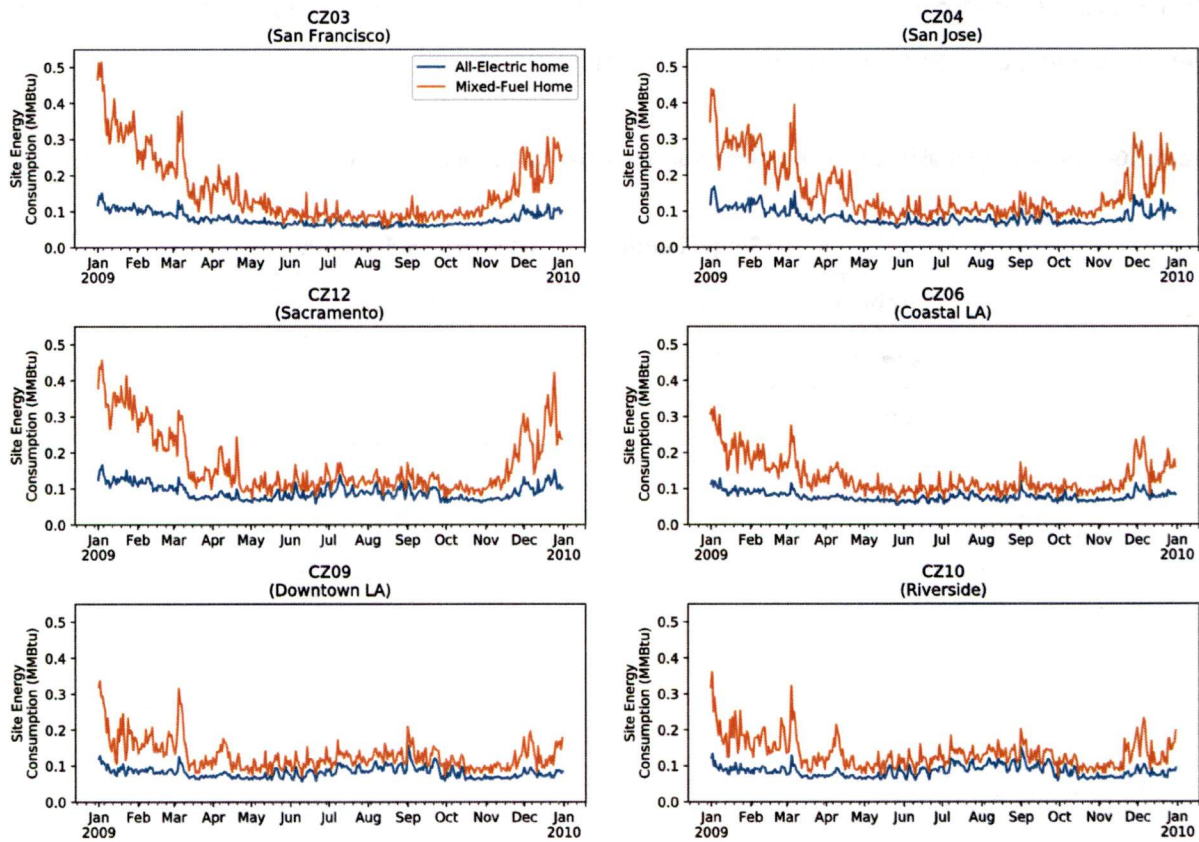 CZ03
(San Francisco)
Site Energy
Consumption (MMBtu)
0.5
0.4
0.3
0.2
0.1
0.0
All-Electric home
Mixed-Fuel Home
Jan Feb Mar Apr May Jun Jul Aug Sep Oct Nov Dec Jan
2009 2010
CZ04
(San Jose)
Site Energy
Consumption (MMBtu)
0.5
0.4
0.3
0.2
0.1
0.0
Jan Feb Mar Apr May Jun Jul Aug Sep Oct Nov Dec Jan
2009 2010
CZ12
(Sacramento)
Site Energy
Consumption (MMBtu)
0.5
0.4
0.3
0.2
0.1
0.0
Jan Feb Mar Apr May Jun Jul Aug Sep Oct Nov Dec Jan
2009 2010
CZ06
(Coastal LA)
Site Energy
Consumption (MMBtu)
0.5
0.4
0.3
0.2
0.1
0.0
Jan Feb Mar Apr May Jun Jul Aug Sep Oct Nov Dec Jan
2009 2010
CZ09
(Downtown LA)
Site Energy
Consumption (MMBtu)
0.5
0.4
0.3
0.2
0.1
0.0
Jan Feb Mar Apr May Jun Jul Aug Sep Oct Nov Dec Jan
2009 2010
CZ10
(Riverside)
Site Energy
Consumption (MMBtu)
0.5
0.4
0.3
0.2
0.1
0.0
Jan Feb Mar Apr May Jun Jul Aug Sep Oct Nov Dec Jan
2009 2010